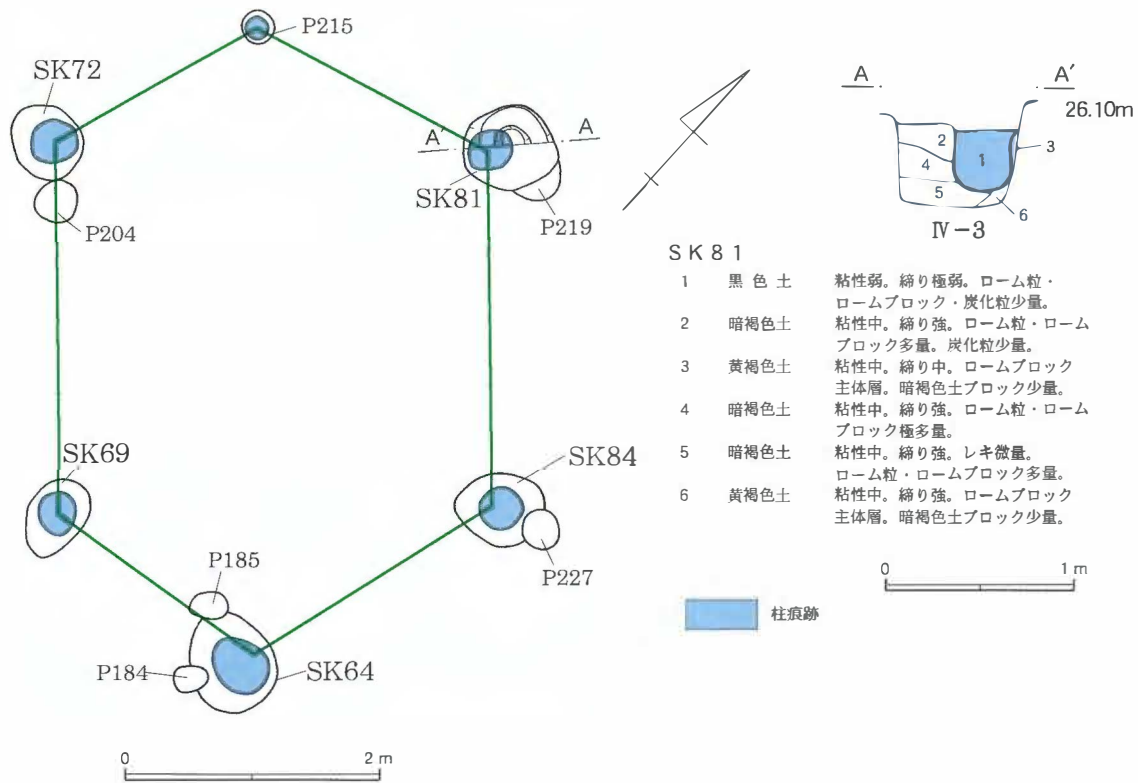 P215
SK72
P204
A′
A
SK81
P219
SK69
SK84
P227
P185
P184
SK64
0
2 m
A
A′
26.10m
1
2
3
4
5
6
Ⅳ-3
SK81
1 黒色土 粘性弱。締り極弱。ローム粒・
ロームブロック・炭化粒少量。
2 暗褐色土 粘性中。締り強。ローム粒・ローム
ブロック多量。炭化粒少量。
3 黄褐色土 粘性中。締り中。ロームブロック
主体層。暗褐色土ブロック少量。
4 暗褐色土 粘性中。締り強。ローム粒・ローム
ブロック極多量。
5 暗褐色土 粘性中。締り強。レキ微量。
ローム粒・ロームブロック多量。
6 黄褐色土 粘性中。締り強。ロームブロック
主体層。暗褐色土ブロック少量。
0
1 m
柱痕跡